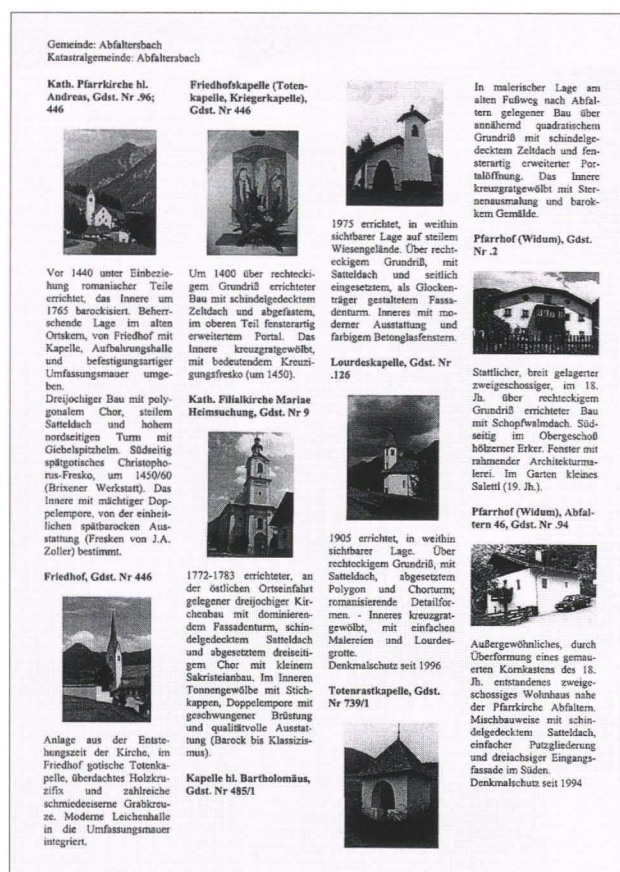 Gemeinde: Abfaltersbach
Katastralgemeinde: Abfaltersbach
Kath. Pfarrkirche hl.
Andreas, Gdst. Nr .96;
446
Vor 1440 unter Einbezie-
hung romanischer Teile
errichtet, das Innere um
1765 barockisiert. Beherr-
schende Lage im alten
Ortskern, von Friedhof mit
Kapelle, Aufbahrungshalle
und befestigungsartiger
Umfassungsmauer umge-
ben.
Dreijochiger Bau mit poly-
gonalem Chor, steilem
Satteldach und hohem
nordseitigen Turm mit
Giebelspitzhelm. Südseitig
spätgotisches Christopho-
rus-Fresko, um 1450/60
(Brixener Werkstatt). Das
Innere mit mächtiger Dop-
pelempore, von der einheit-
lichen spätbarocken Aus-
stattung (Fresken von J.A.
Zoller) bestimmt.
Friedhof, Gdst. Nr 446
Anlage aus der Entste-
hungszeit der Kirche, im
Friedhof gotische Totenka-
pelle, überdachtes Holzkru-
zifix und zahlreiche
schmiedeeiserne Grabkreu-
ze. Moderne Leichenhalle
in die Umfassungsmauer
integriert.
Friedhofskapelle (Toten-
kapelle, Kriegerkapelle),
Gdst. Nr 446
Um 1400 über rechtecki-
gem Grundriß errichteter
Bau mit schindelgedecktem
Zeltdach und abgefastem,
im oberen Teil fensterartig
erweitertem Portal. Das
Innere kreuzgratgewölbt,
mit bedeutendem Kreuzi-
gungsfresko (um 1450).
Kath. Filialkirche Mariae
Heimsuchung, Gdst. Nr 9
1772-1783 errichteter, an
der östlichen Ortseinfahrt
gelegener dreijochiger Kir-
chenbau mit dominieren-
dem Fassadenturm, schin-
delgedecktem Satteldach
und abgesetztem dreiseiti-
gem Chor mit kleinem
Sakristeianbau. Im Inneren
Tonnengewölbe mit Stich-
kappen, Doppelempore mit
geschwungener Brüstung
und qualitätvolle Ausstat-
tung (Barock bis Klassizis-
mus).
Kapelle hl. Bartholomäus,
Gdst. Nr 485/1
1975 errichtet, in weithin
sichtbarer Lage auf steilem
Wiesengelände. Über recht-
eckigem Grundriß, mit
Satteldach und seitlich
eingesetztem, als Glocken-
träger gestaltetem Fassa-
denturm. Inneres mit mo-
derner Ausstattung und
farbigem Betonglasfenstern.
Lourdeskapelle, Gdst. Nr
.126
1905 errichtet, in weithin
sichtbarer Lage. Über
rechteckigem Grundriß, mit
Satteldach, abgesetztem
Polygon und Chorturm;
romanisierende Detailfor-
men. - Inneres kreuzgrat-
gewölbt, mit einfachen
Malereien und Lourdes-
grotte.
Denkmalschutz seit 1996
Totenrastkapelle, Gdst.
Nr 739/1
In malerischer Lage am
alten Fußweg nach Abfal-
tern gelegener Bau über
annähernd quadratischem
Grundriß mit schindelge-
decktem Zeltdach und fen-
sterartig erweiterter Por-
talöffnung. Das Innere
kreuzgratgewölbt mit Ster-
nenausmalung und barok-
kem Gemälde.
Pfarrhof (Widum), Gdst.
Nr .2
Stattlicher, breit gelagerter
zweigeschossiger, im 18.
Jh. über rechteckigem
Grundriß errichteter Bau
mit Schopfwalmdach. Süd-
seitig im Obergeschoß
hölzerner Erker. Fenster mit
rahmender Architekturma-
lerei. Im Garten kleines
Salettl (19. Jh.).
Pfarrhof (Widum), Abfal-
tern 46, Gdst. Nr .94
Außergewöhnliches, durch
Überformung eines gemau-
erten Kornkastens des 18.
Jh. entstandenes zweige-
schossiges Wohnhaus nahe
der Pfarrkirche Abfaltern.
Mischbauweise mit schin-
delgedecktem Satteldach,
einfacher Putzgliederung
und dreiachsiger Eingangs-
fassade im Süden.
Denkmalschutz seit 1994